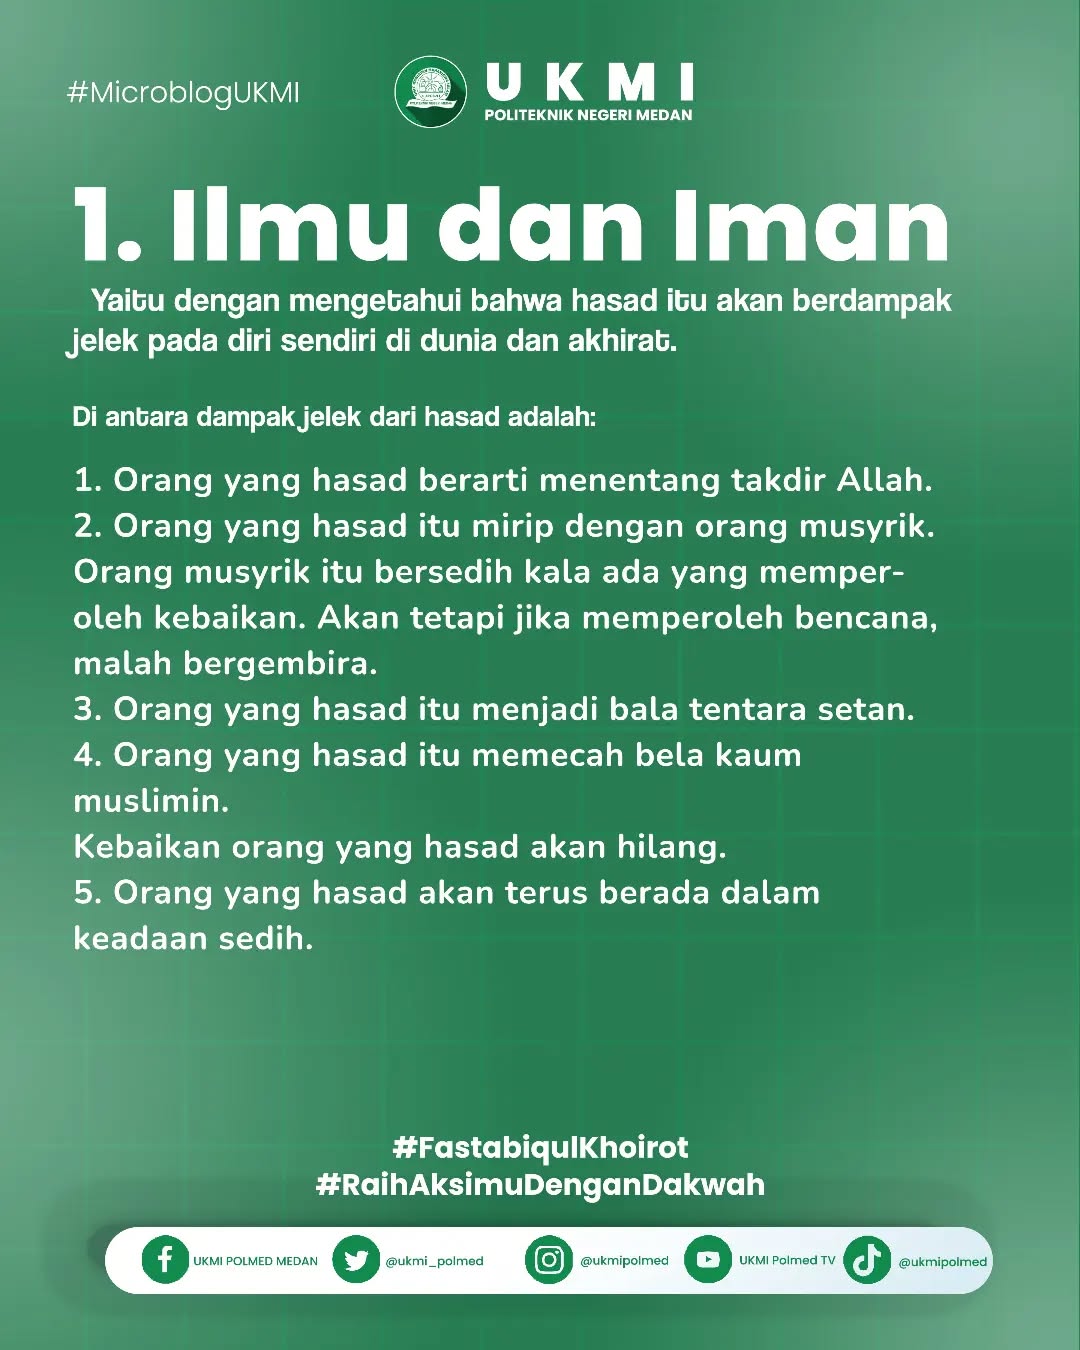 #MicroblogUKMI
UKMI
POLITEKNIK NEGERI MEDAN
1. Ilmu dan Iman
Yaitu dengan mengetahui bahwa hasad itu akan berdampak
jelek pada diri sendiri di dunia dan akhirat.
Di antara dampak jelek dari hasad adalah:
1. Orang yang hasad berarti menentang takdir Allah.
2. Orang yang hasad itu mirip dengan orang musyrik.
Orang musyrik itu bersedih kala ada yang memper-
oleh kebaikan. Akan tetapi jika memperoleh bencana,
malah bergembira.
3. Orang yang hasad itu menjadi bala tentara setan.
4. Orang yang hasad itu memecah bela kaum
muslimin.
Kebaikan orang yang hasad akan hilang.
5. Orang yang hasad akan terus berada dalam
keadaan sedih.
#FastabiqulKhoirot
#RaihAksimuDenganDakwah
UKMI POLMED MEDAN @ukmi_polmed @ukmipolmed UKMI Polmed TV @ukmipolmed